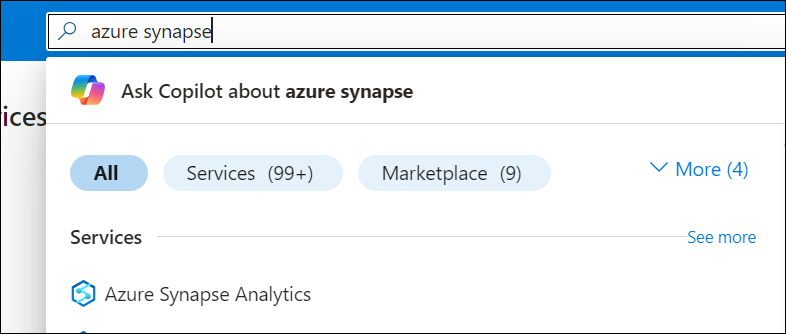 azure synapse
Ask Copilot about azure synapse
ices
All Services (99+) Marketplace (9) More (4)
Services See more
Azure Synapse Analytics